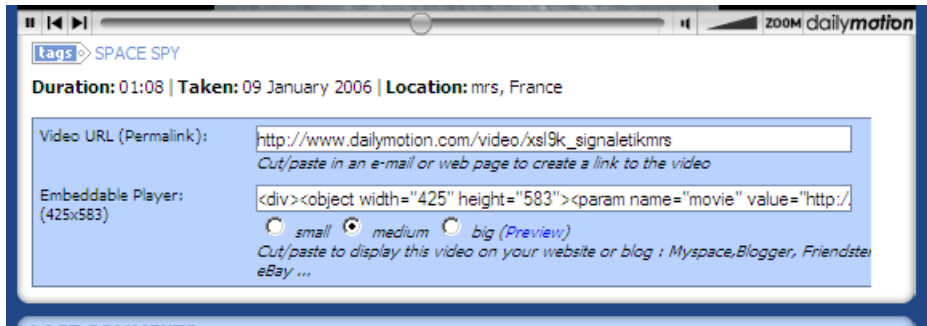 ZOOM dailymotion
tags SPACE SPY
Duration: 01:08 | Taken: 09 January 2006 | Location: mrs, France
Video URL (Permalink): http://www.dailymotion.com/video/xsl9k_signaletikmrs
Cut/paste in an e-mail or web page to create a link to the video
Embeddable Player: <div><object width="425" height="583"><param name="movie" value="http:/.
(425x583)
small medium big (Preview)
Cut/paste to display this video on your website or blog : Myspace,Blogger, Friendster
eBay ...